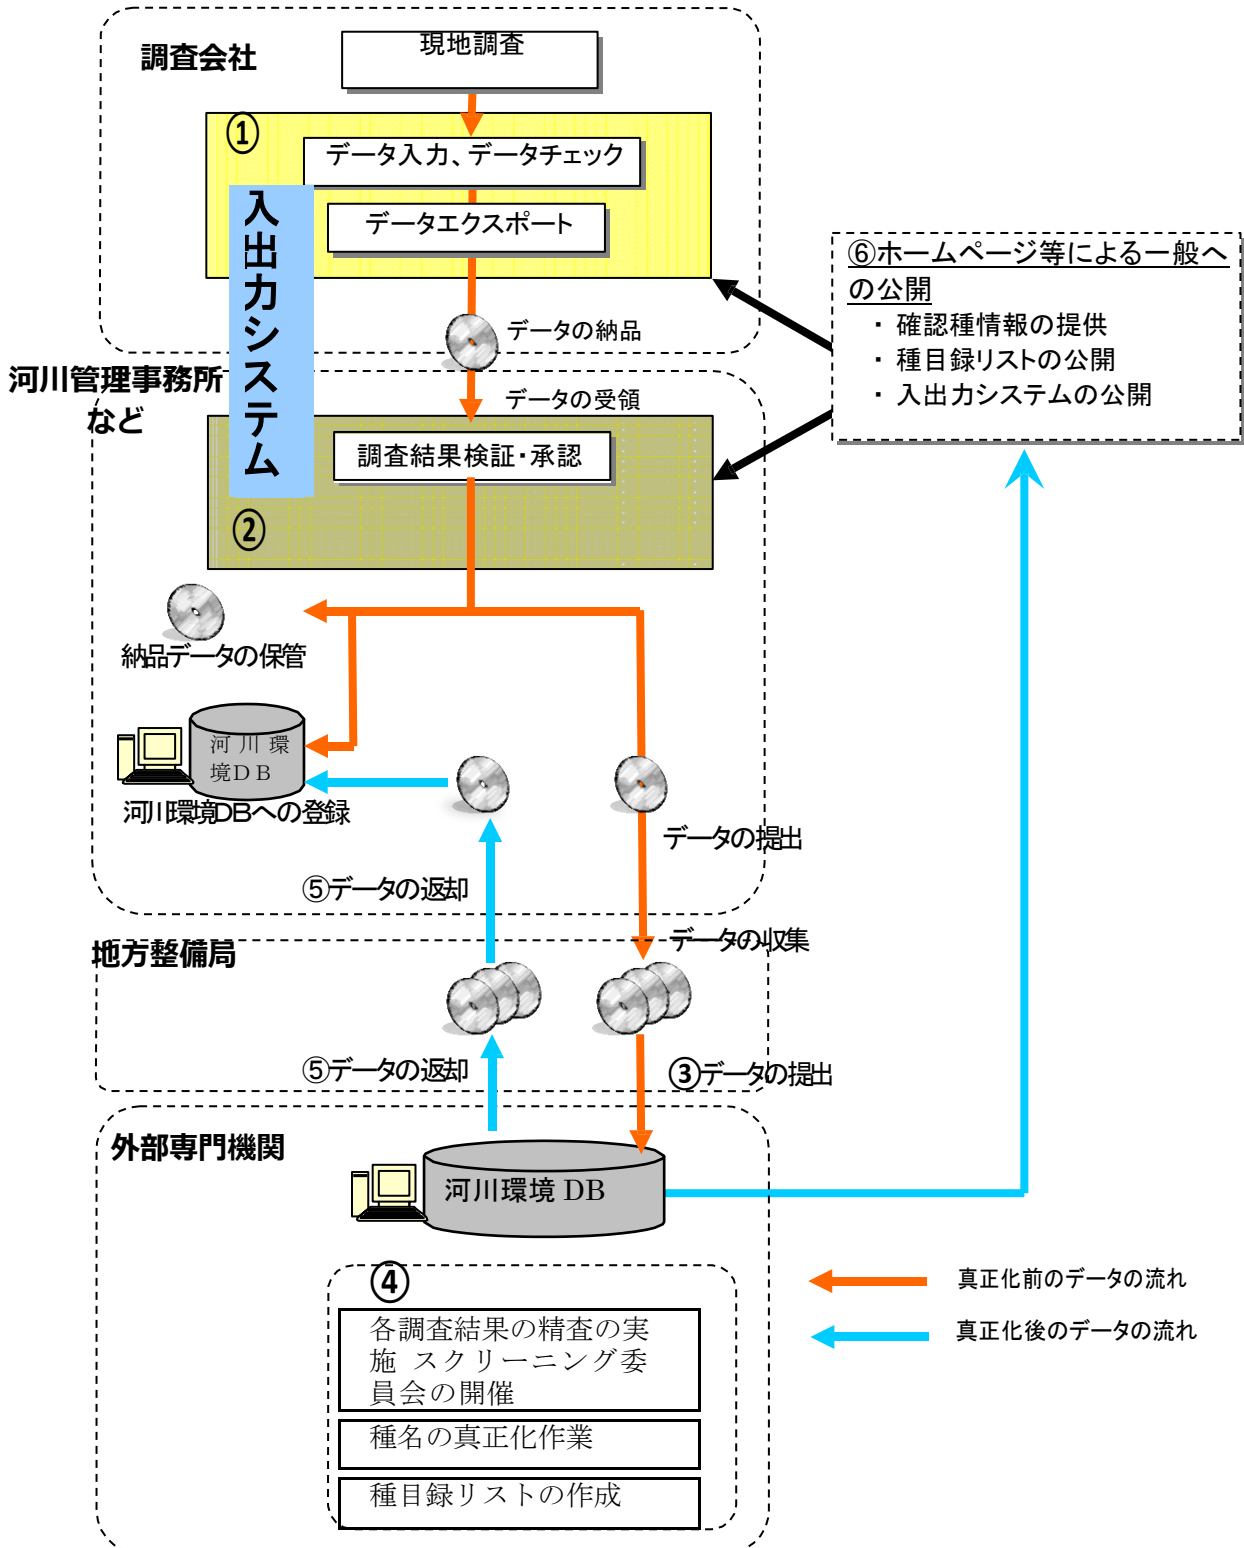 調査会社
現地調査
①
データ入力、データチェック
データエクスポート
入出力システム
データの納品
河川管理事務所
など
データの受領
調査結果検証・承認
②
⑥ホームページ等による一般へ
の公開
・ 確認種情報の提供
・ 種目録リストの公開
・ 入出力システムの公開
納品データの保管
河川環
境DB
河川環境DBへの登録
データの提出
⑤データの返却
地方整備局
データの収集
⑤データの返却
③データの提出
外部専門機関
河川環境 DB
④
各調査結果の精査の実
施 スクリーニング委
員会の開催
種名の真正化作業
種目録リストの作成
真正化前のデータの流れ
真正化後のデータの流れ